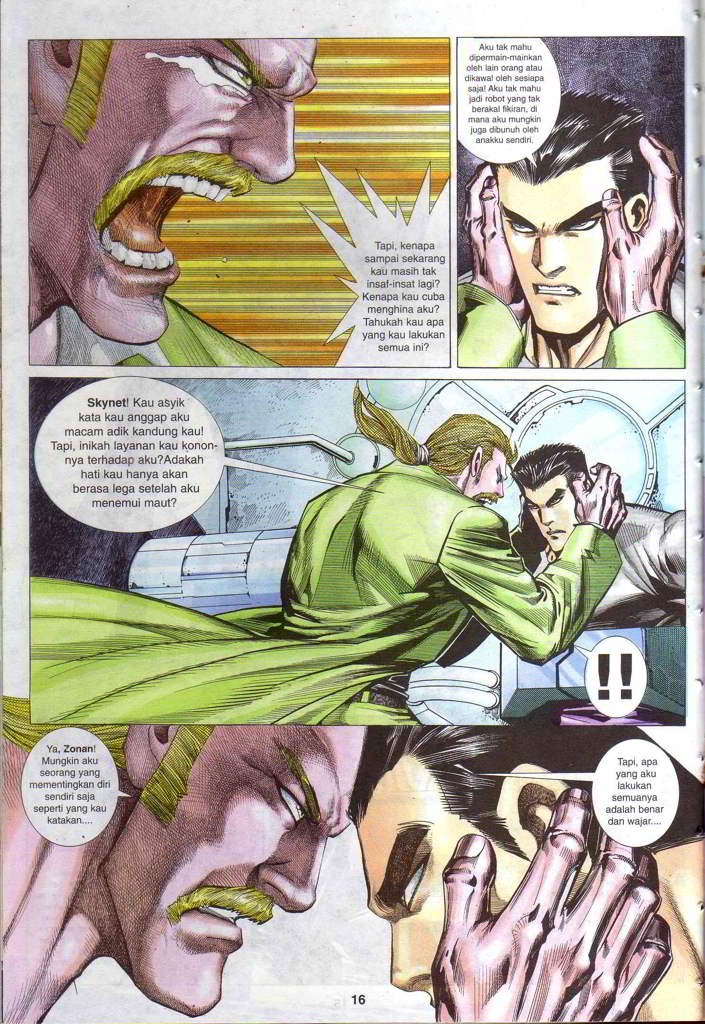 Tapi, kenapa
sampai sekarang
kau masih tak
insaf-insat lagi?
Kenapa kau cuba
menghina aku?
Tahukah kau apa
yang kau lakukan
semua ini?
Aku tak mahu
dipermain-mainkan
oleh lain orang atau
dikawal oleh sesiapa
saja! Aku tak mahu
jadi robot yang tak
berakal fikiran, di
mana aku mungkin
juga dibunuh oleh
anakku sendiri.
Skynet! Kau asyik
kata kau anggap aku
macam adik kandung kau!
Tapi, inikah layanan kau konon-
nya terhadap aku?Adakah
hati kau hanya akan
berasa lega setelah aku
menemui maut?
!!
Ya, Zonan!
Mungkin aku
seorang yang
mementingkan diri
sendiri saja
seperti yang kau
katakan....
Tapi, apa
yang aku
lakukan
semuanya
adalah benar
dan wajar....
16